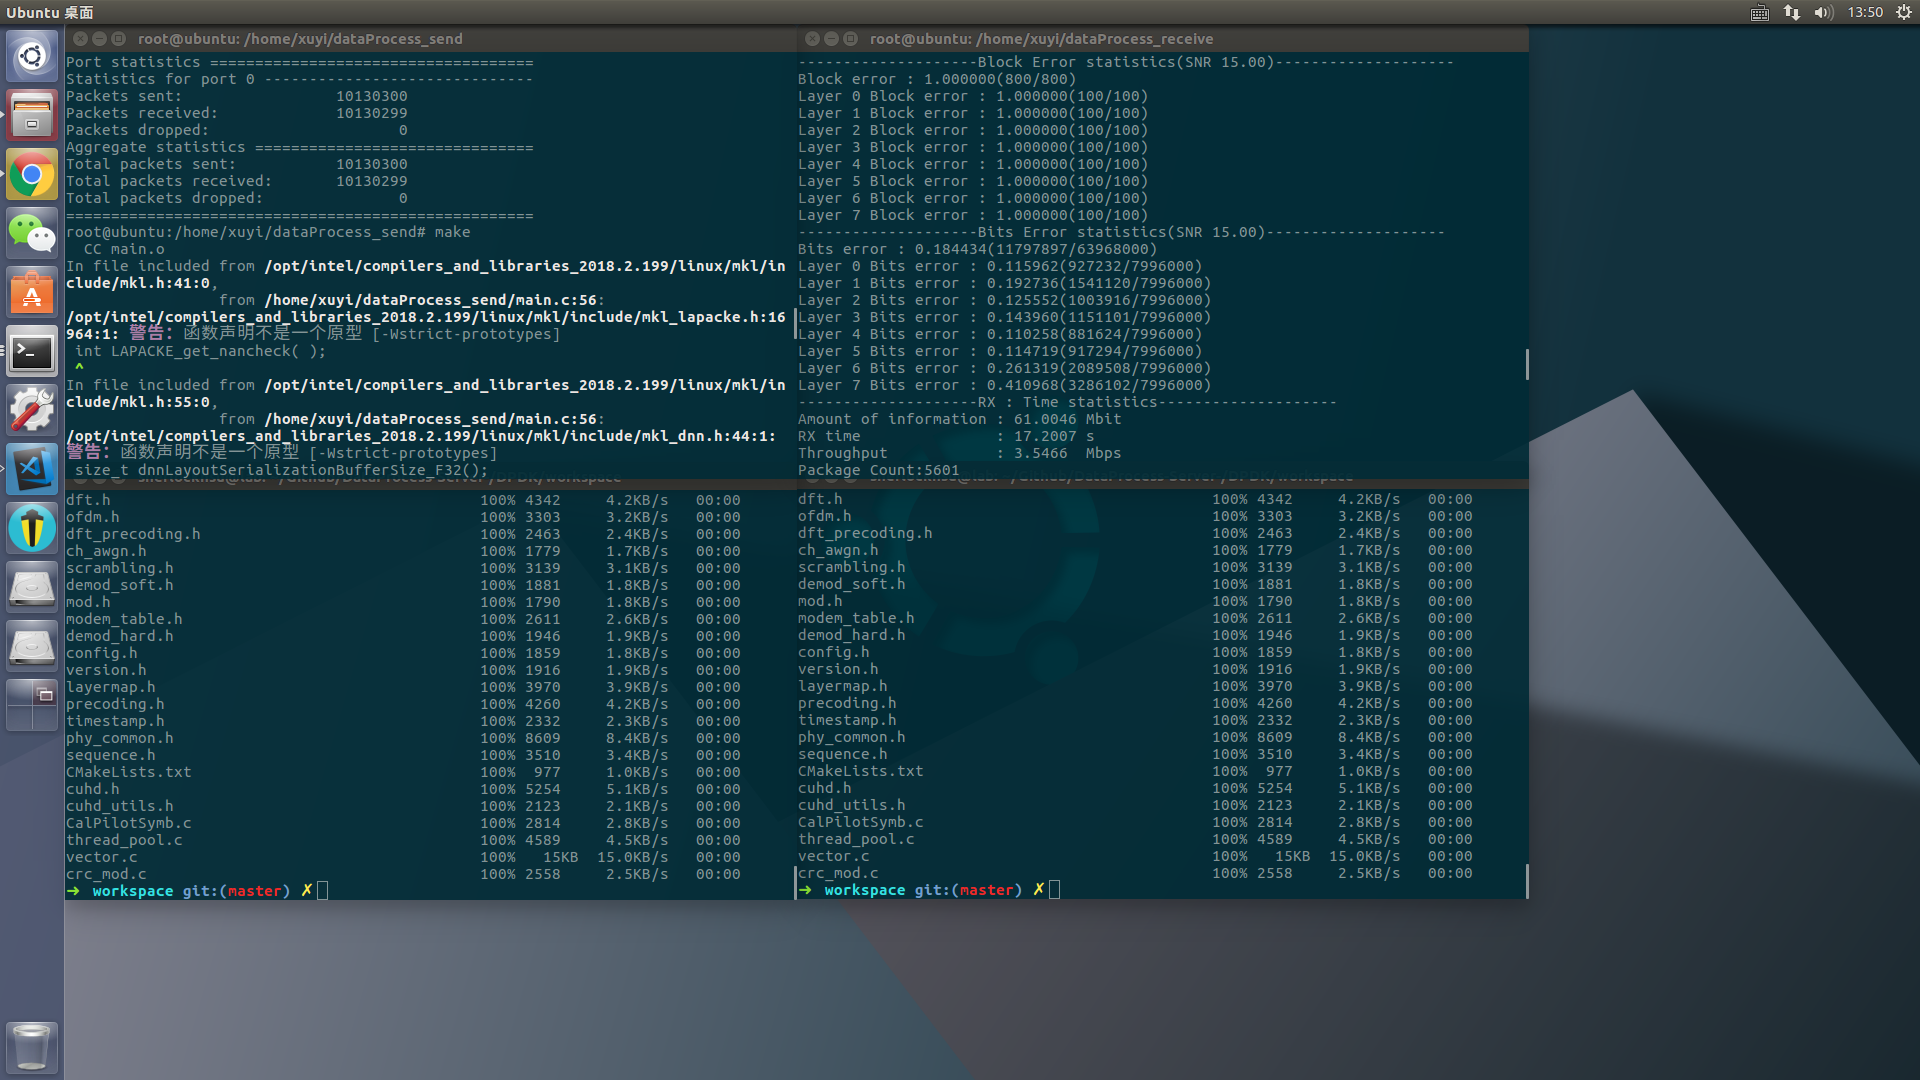 Ubuntu 桌面
13:50
root@ubuntu: /home/xuyi/dataProcess_send
Port statistics ====================================
Statistics for port 0 ------------------------------
Packets sent: 10130300
Packets received: 10130299
Packets dropped: 0
Aggregate statistics ===============================
Total packets sent: 10130300
Total packets received: 10130299
Total packets dropped: 0
====================================================
root@ubuntu:/home/xuyi/dataProcess_send# make
CC main.o
In file included from /opt/intel/compilers_and_libraries_2018.2.199/linux/mkl/in
clude/mkl.h:41:0,
from /home/xuyi/dataProcess_send/main.c:56:
/opt/intel/compilers_and_libraries_2018.2.199/linux/mkl/include/mkl_lapacke.h:16
964:1: 警告：函数声明不是一个原型 [-Wstrict-prototypes]
int LAPACKE_get_nancheck( );
^
In file included from /opt/intel/compilers_and_libraries_2018.2.199/linux/mkl/in
clude/mkl.h:55:0,
from /home/xuyi/dataProcess_send/main.c:56:
/opt/intel/compilers_and_libraries_2018.2.199/linux/mkl/include/mkl_dnn.h:44:1:
警告：函数声明不是一个原型 [-Wstrict-prototypes]
size_t dnnLayoutSerializationBufferSize_F32();
root@ubuntu: /home/xuyi/dataProcess_receive
--------------------Block Error statistics(SNR 15.00)--------------------
Block error : 1.000000(800/800)
Layer 0 Block error : 1.000000(100/100)
Layer 1 Block error : 1.000000(100/100)
Layer 2 Block error : 1.000000(100/100)
Layer 3 Block error : 1.000000(100/100)
Layer 4 Block error : 1.000000(100/100)
Layer 5 Block error : 1.000000(100/100)
Layer 6 Block error : 1.000000(100/100)
Layer 7 Block error : 1.000000(100/100)
--------------------Bits Error statistics(SNR 15.00)--------------------
Bits error : 0.184434(11797897/63968000)
Layer 0 Bits error : 0.115962(927232/7996000)
Layer 1 Bits error : 0.192736(1541120/7996000)
Layer 2 Bits error : 0.125552(1003916/7996000)
Layer 3 Bits error : 0.143960(1151101/7996000)
Layer 4 Bits error : 0.110258(881624/7996000)
Layer 5 Bits error : 0.114719(917294/7996000)
Layer 6 Bits error : 0.261319(2089508/7996000)
Layer 7 Bits error : 0.410968(3286102/7996000)
--------------------RX : Time statistics--------------------
Amount of information : 61.0046 Mbit
RX time : 17.2007 s
Throughput : 3.5466 Mbps
Package Count:5601
dft.h 100% 4342 4.2KB/s 00:00
ofdm.h 100% 3303 3.2KB/s 00:00
dft_precoding.h 100% 2463 2.4KB/s 00:00
ch_awgn.h 100% 1779 1.7KB/s 00:00
scrambling.h 100% 3139 3.1KB/s 00:00
demod_soft.h 100% 1881 1.8KB/s 00:00
mod.h 100% 1790 1.8KB/s 00:00
modem_table.h 100% 2611 2.6KB/s 00:00
demod_hard.h 100% 1946 1.9KB/s 00:00
config.h 100% 1859 1.8KB/s 00:00
version.h 100% 1916 1.9KB/s 00:00
layermap.h 100% 3970 3.9KB/s 00:00
precoding.h 100% 4260 4.2KB/s 00:00
timestamp.h 100% 2332 2.3KB/s 00:00
phy_common.h 100% 8609 8.4KB/s 00:00
sequence.h 100% 3510 3.4KB/s 00:00
CMakeLists.txt 100% 977 1.0KB/s 00:00
cuhd.h 100% 5254 5.1KB/s 00:00
cuhd_utils.h 100% 2123 2.1KB/s 00:00
CalPilotSymb.c 100% 2814 2.8KB/s 00:00
thread_pool.c 100% 4589 4.5KB/s 00:00
vector.c 100% 15KB 15.0KB/s 00:00
crc_mod.c 100% 2558 2.5KB/s 00:00
➜ workspace git:(master) ✗
dft.h 100% 4342 4.2KB/s 00:00
ofdm.h 100% 3303 3.2KB/s 00:00
dft_precoding.h 100% 2463 2.4KB/s 00:00
ch_awgn.h 100% 1779 1.7KB/s 00:00
scrambling.h 100% 3139 3.1KB/s 00:00
demod_soft.h 100% 1881 1.8KB/s 00:00
mod.h 100% 1790 1.8KB/s 00:00
modem_table.h 100% 2611 2.6KB/s 00:00
demod_hard.h 100% 1946 1.9KB/s 00:00
config.h 100% 1859 1.8KB/s 00:00
version.h 100% 1916 1.9KB/s 00:00
layermap.h 100% 3970 3.9KB/s 00:00
precoding.h 100% 4260 4.2KB/s 00:00
timestamp.h 100% 2332 2.3KB/s 00:00
phy_common.h 100% 8609 8.4KB/s 00:00
sequence.h 100% 3510 3.4KB/s 00:00
CMakeLists.txt 100% 977 1.0KB/s 00:00
cuhd.h 100% 5254 5.1KB/s 00:00
cuhd_utils.h 100% 2123 2.1KB/s 00:00
CalPilotSymb.c 100% 2814 2.8KB/s 00:00
thread_pool.c 100% 4589 4.5KB/s 00:00
vector.c 100% 15KB 15.0KB/s 00:00
crc_mod.c 100% 2558 2.5KB/s 00:00
➜ workspace git:(master) ✗